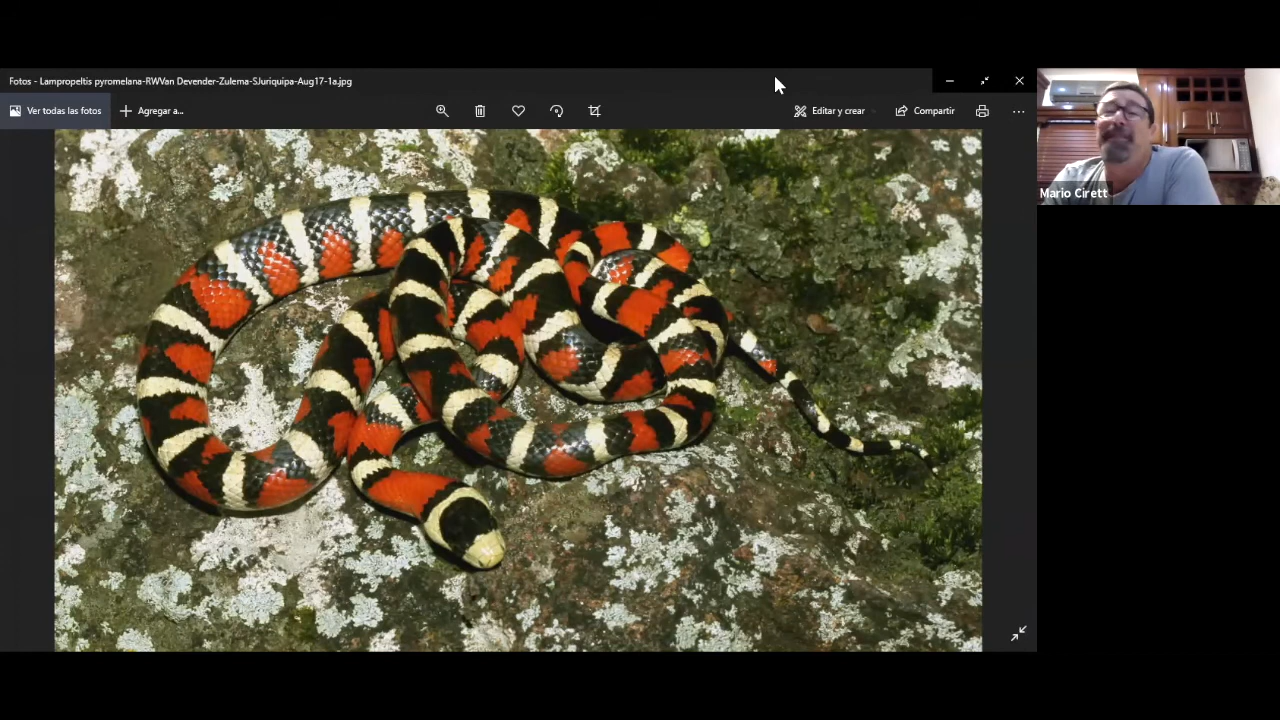 Fotos - Lampropeltis pyromelana-RWVan Devender-Zulema-SJuriquipa-Aug17-1a.jpg
Ver todas las fotos
Agregar a...
Editar y crear
Compartir
Mario Cirett